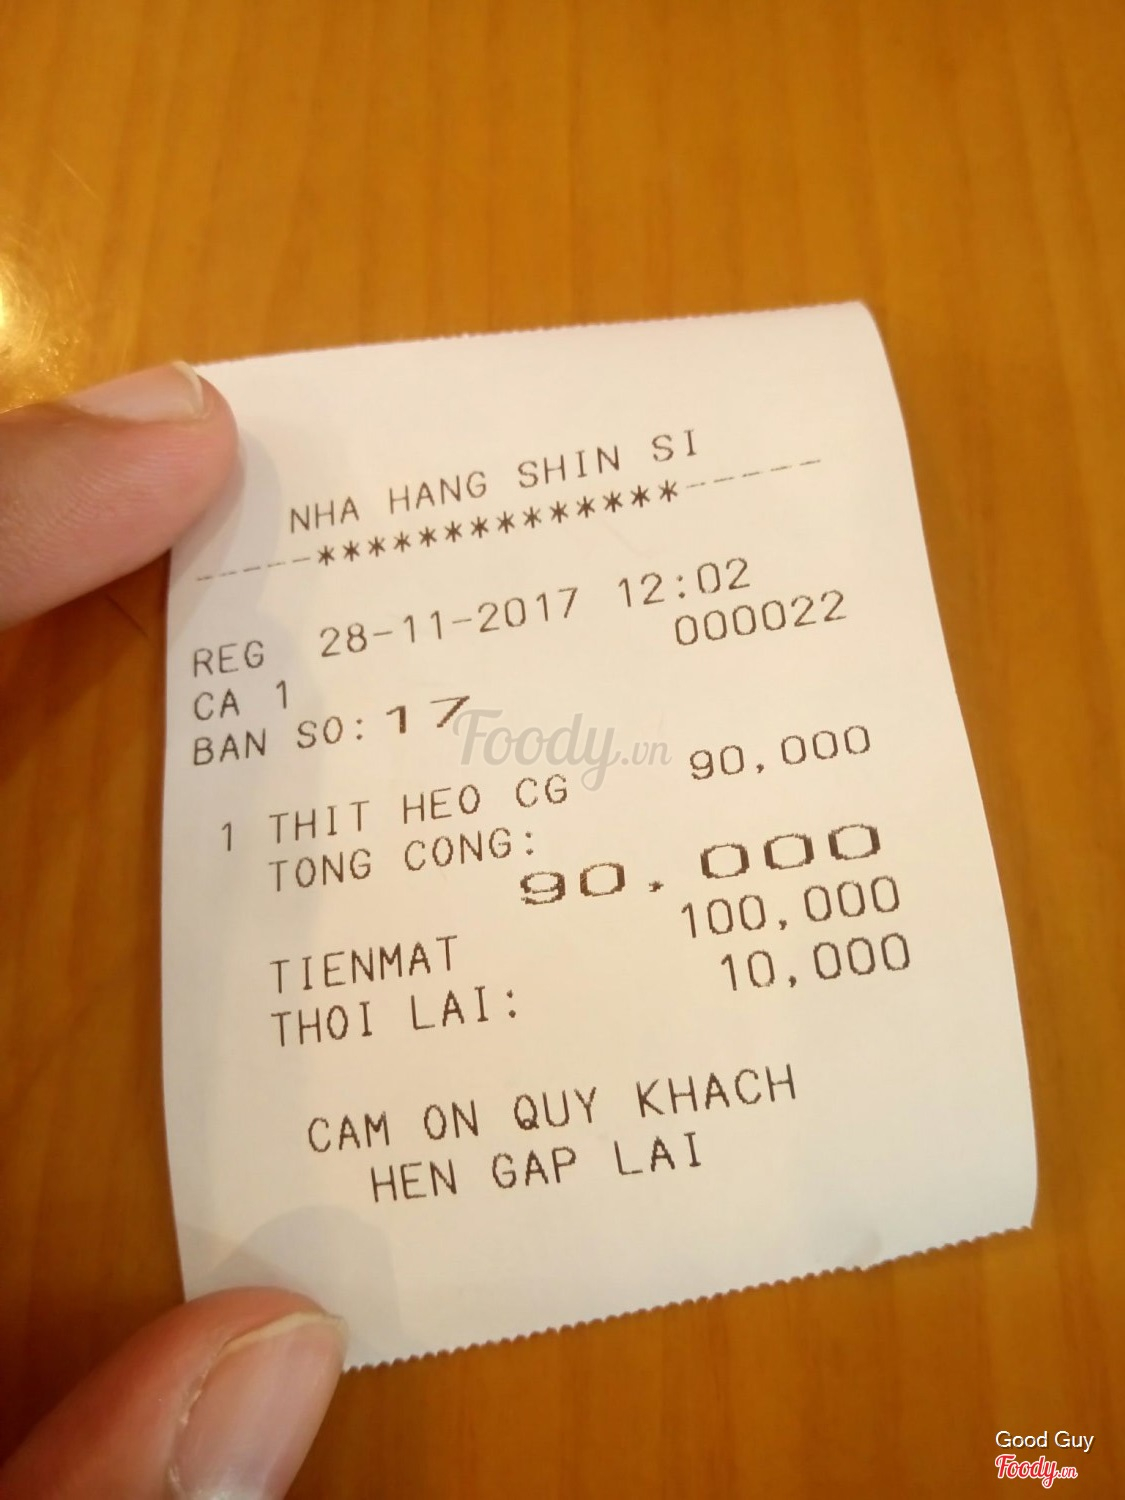 NHA HANG SHIN SI
-----**************-----
REG 28-11-2017 12:02
CA 1 000022
BAN SO: 17
1 THIT HEO CG 90,000
TONG CONG:
90.000
TIENMAT 100,000
THOI LAI: 10,000
CAM ON QUY KHACH
HEN GAP LAI
Foody.vn
Good Guy
Foody.vn